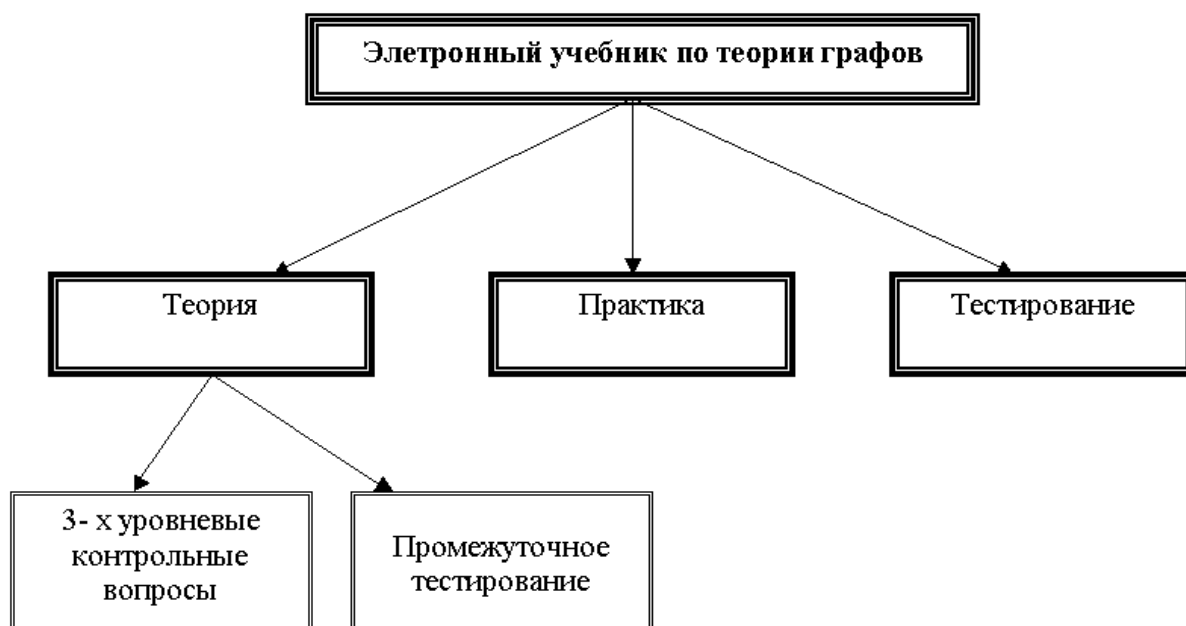 Элетронный учебник по теории графов
Теория
Практика
Тестирование
3- х уровневые
контрольные
вопросы
Промежуточное
тестирование